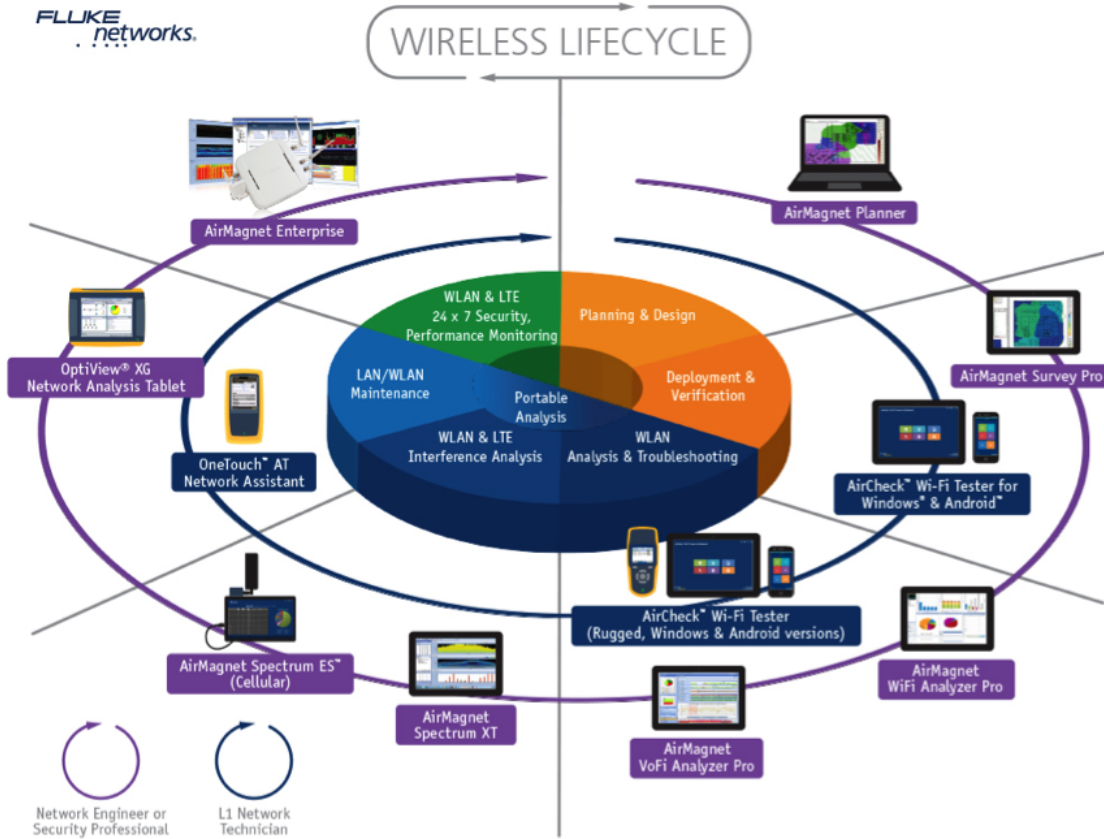 FLUKE
networks®
WIRELESS LIFECYCLE
AirMagnet Enterprise
AirMagnet Planner
WLAN & LTE
24 x 7 Security,
Performance Monitoring
Planning & Design
OptiView® XG
Network Analysis Tablet
LAN/WLAN
Maintenance
Deployment &
Verification
AirMagnet Survey Pro
Portable
Analysis
OneTouch™ AT
Network Assistant
WLAN & LTE
Interference Analysis
WLAN
Analysis & Troubleshooting
AirCheck™ Wi-Fi Tester for
Windows® & Android™
AirCheck™ Wi-Fi Tester
(Rugged, Windows & Android versions)
AirMagnet Spectrum ES™
(Cellular)
AirMagnet
WiFi Analyzer Pro
AirMagnet
Spectrum XT
AirMagnet
VoFi Analyzer Pro
Network Engineer or
Security Professional
L1 Network
Technician